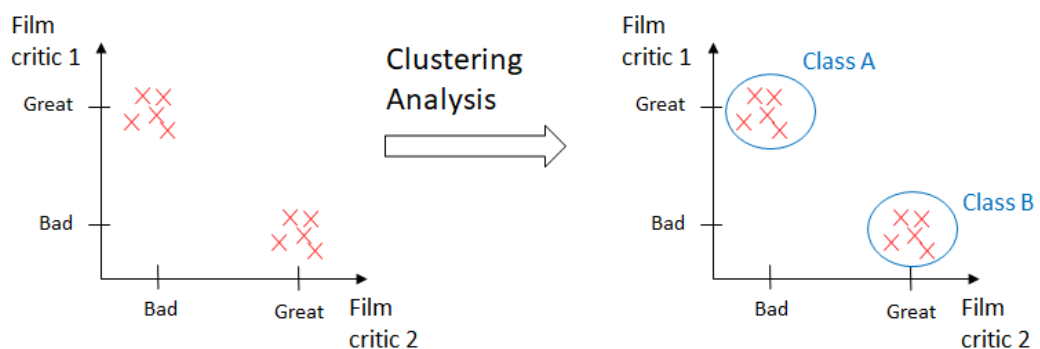 Film
critic 1
Great
Bad
Bad
Great
Film
critic 2
Clustering
Analysis
Film
critic 1
Class A
Great
Class B
Bad
Bad
Great
Film
critic 2